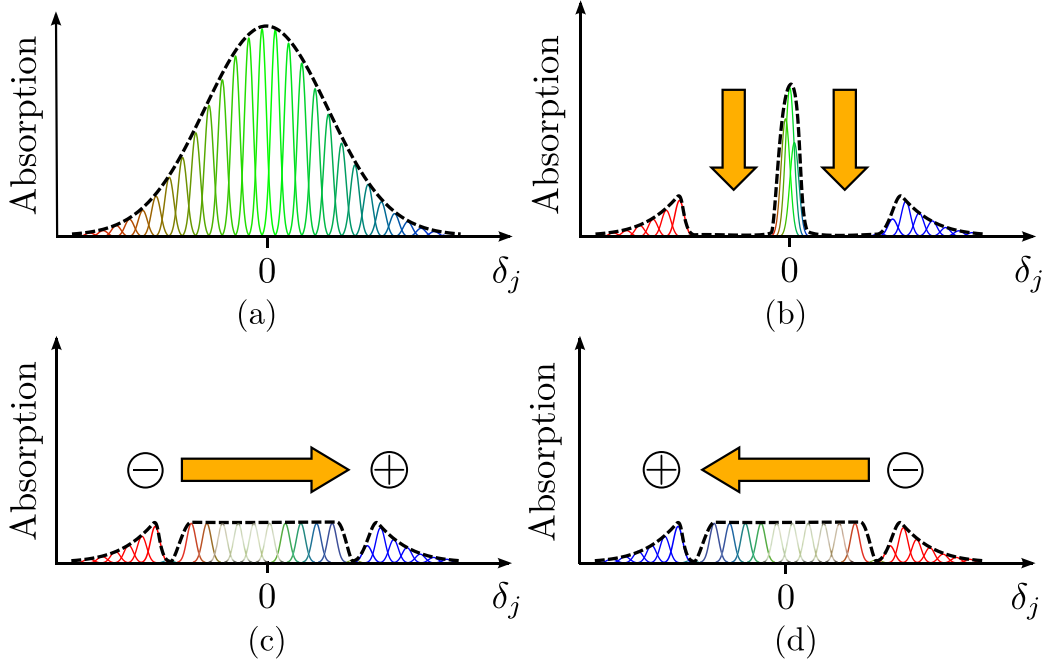 Absorption
0
δj
(a)
Absorption
0
δj
(b)
Absorption
−
+
0
δj
(c)
Absorption
+
−
0
δj
(d)